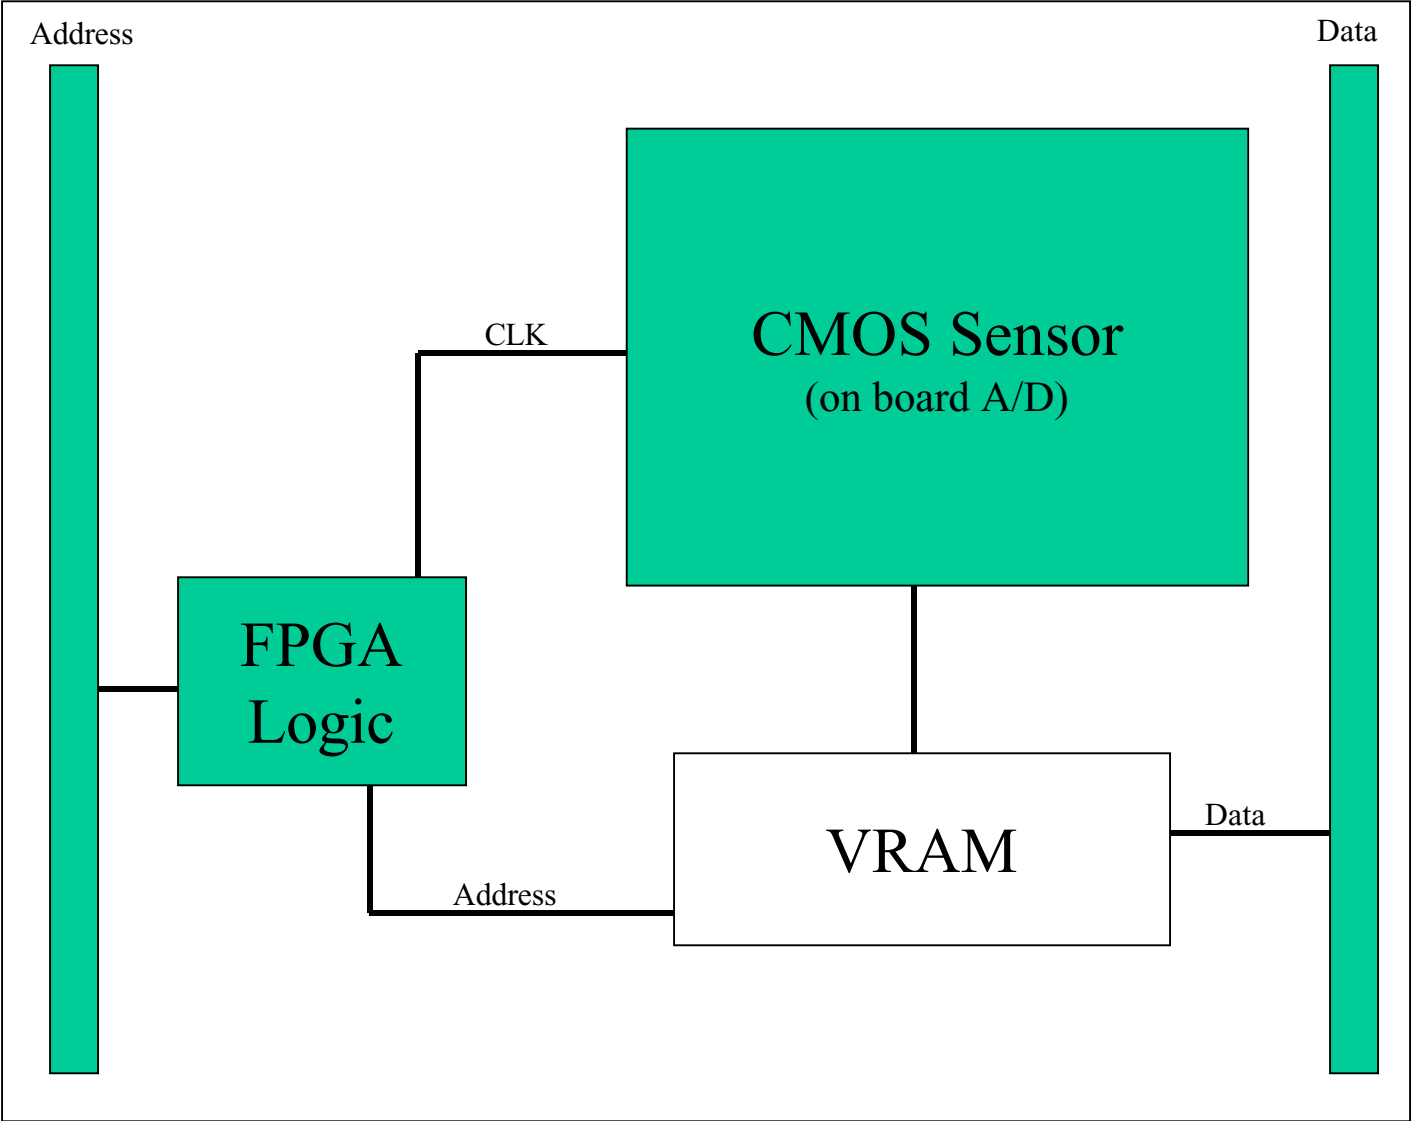 Address
Data
CLK
CMOS Sensor
(on board A/D)
FPGA
Logic
Data
VRAM
Address